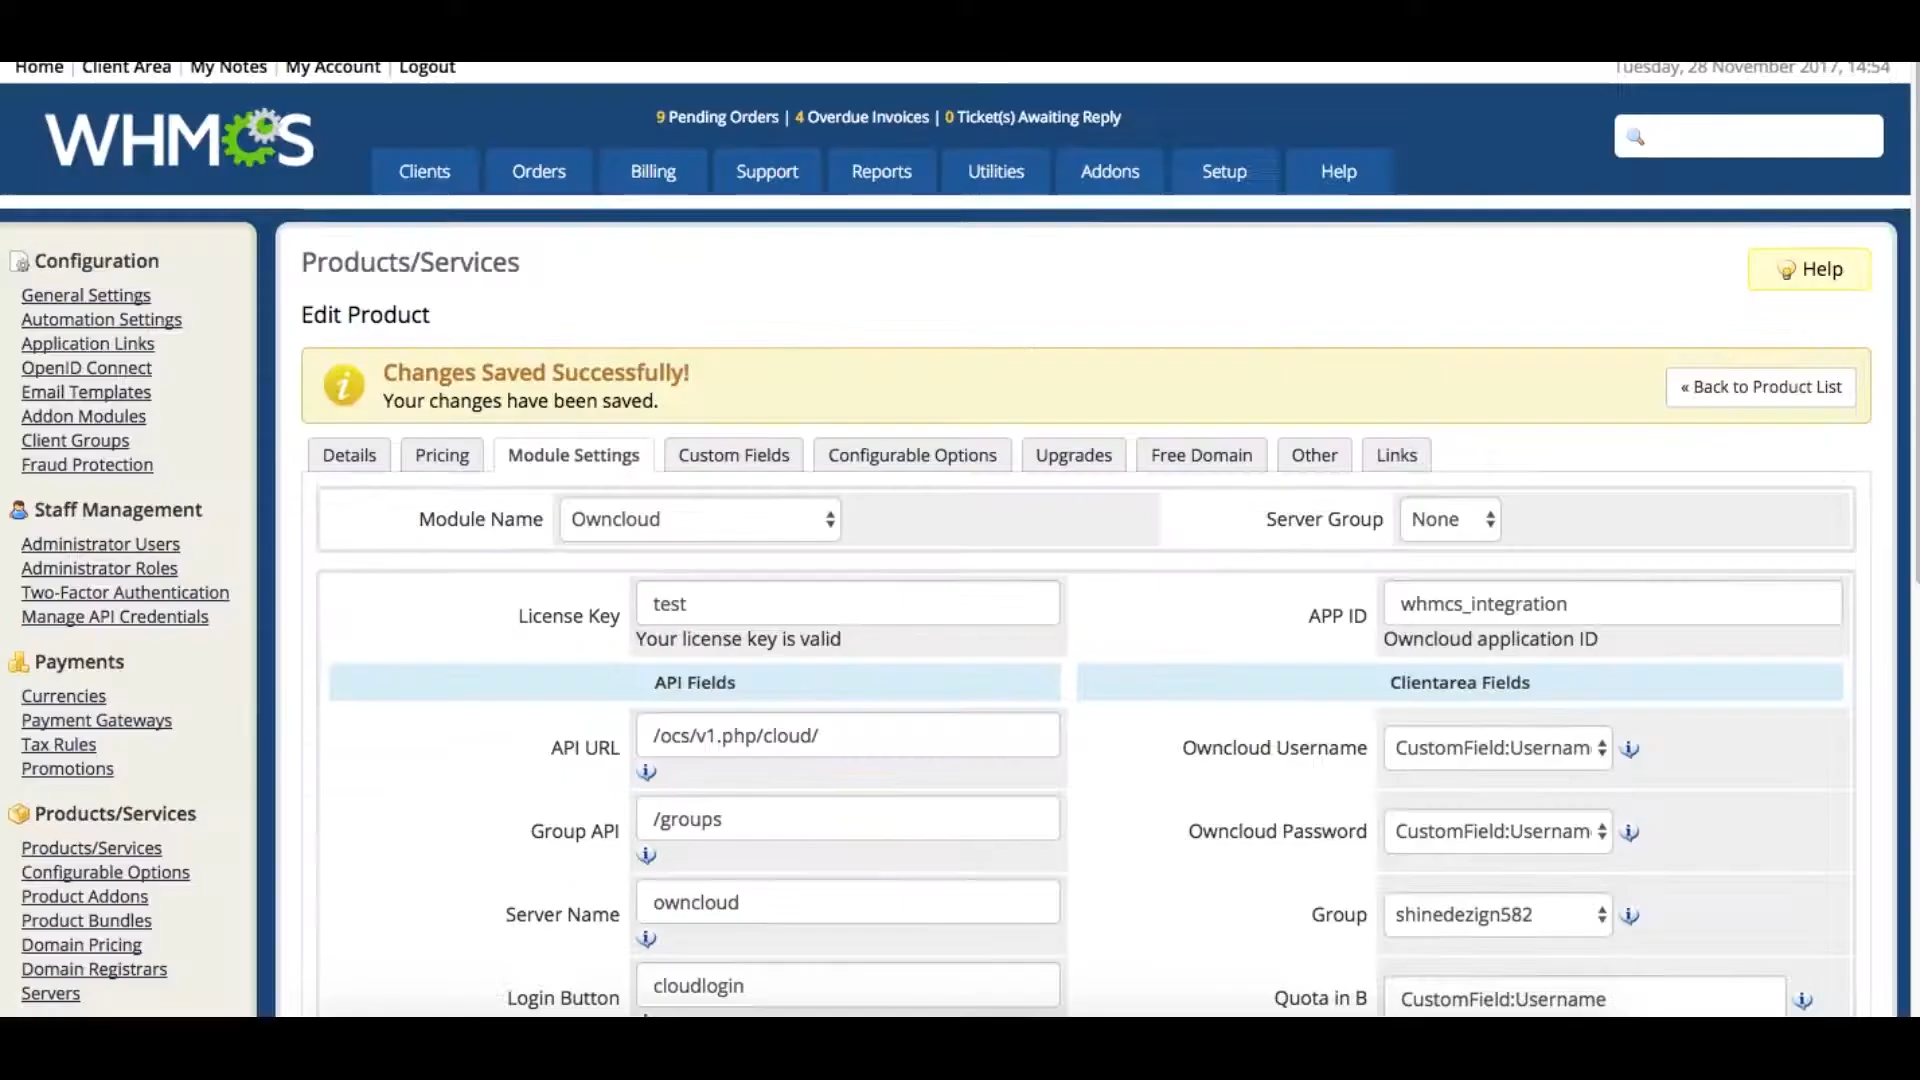 Home | Client Area | My Notes | My Account | Logout
Tuesday, 28 November 2017, 14:54
WHMCS
9 Pending Orders | 4 Overdue Invoices | 0 Ticket(s) Awaiting Reply
Clients Orders Billing Support Reports Utilities Addons Setup Help
Configuration
General Settings
Automation Settings
Application Links
OpenID Connect
Email Templates
Addon Modules
Client Groups
Fraud Protection
Staff Management
Administrator Users
Administrator Roles
Two-Factor Authentication
Manage API Credentials
Payments
Currencies
Payment Gateways
Tax Rules
Promotions
Products/Services
Products/Services
Configurable Options
Product Addons
Product Bundles
Domain Pricing
Domain Registrars
Servers
Products/Services
Help
Edit Product
Changes Saved Successfully!
Your changes have been saved.
« Back to Product List
Details Pricing Module Settings Custom Fields Configurable Options Upgrades Free Domain Other Links
Module Name Owncloud Server Group None
License Key test APP ID whmcs_integration
Your license key is valid Owncloud application ID
API Fields Clientarea Fields
API URL /ocs/v1.php/cloud/ Owncloud Username CustomField:Usernam
Group API /groups Owncloud Password CustomField:Usernam
Server Name owncloud Group shinedezign582
Login Button cloudlogin Quota in B CustomField:Username